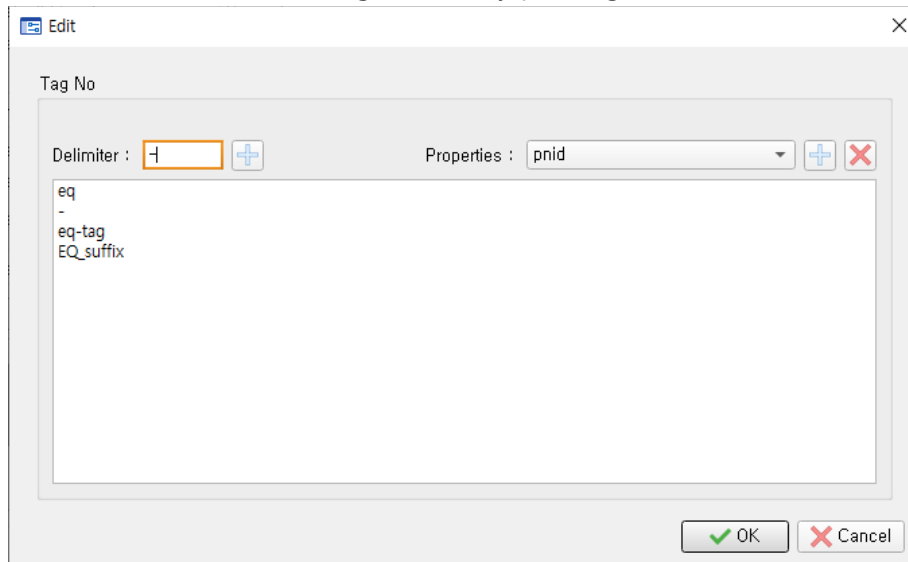 Edit
Tag No
Delimiter : -
Properties : pnid
eq
-
eq-tag
EQ_suffix
OK
Cancel